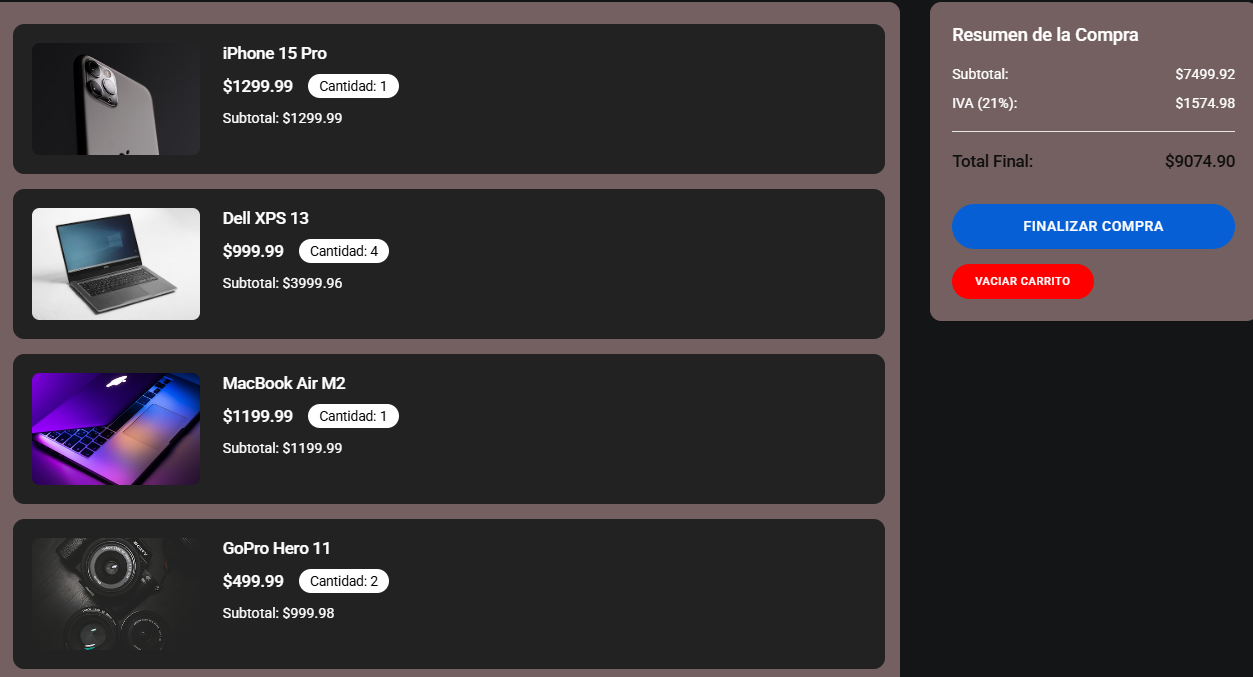 iPhone 15 Pro
$1299.99 Cantidad: 1
Subtotal: $1299.99
Dell XPS 13
$999.99 Cantidad: 4
Subtotal: $3999.96
MacBook Air M2
$1199.99 Cantidad: 1
Subtotal: $1199.99
GoPro Hero 11
$499.99 Cantidad: 2
Subtotal: $999.98
Resumen de la Compra
Subtotal: $7499.92
IVA (21%): $1574.98
Total Final: $9074.90
FINALIZAR COMPRA
VACIAR CARRITO